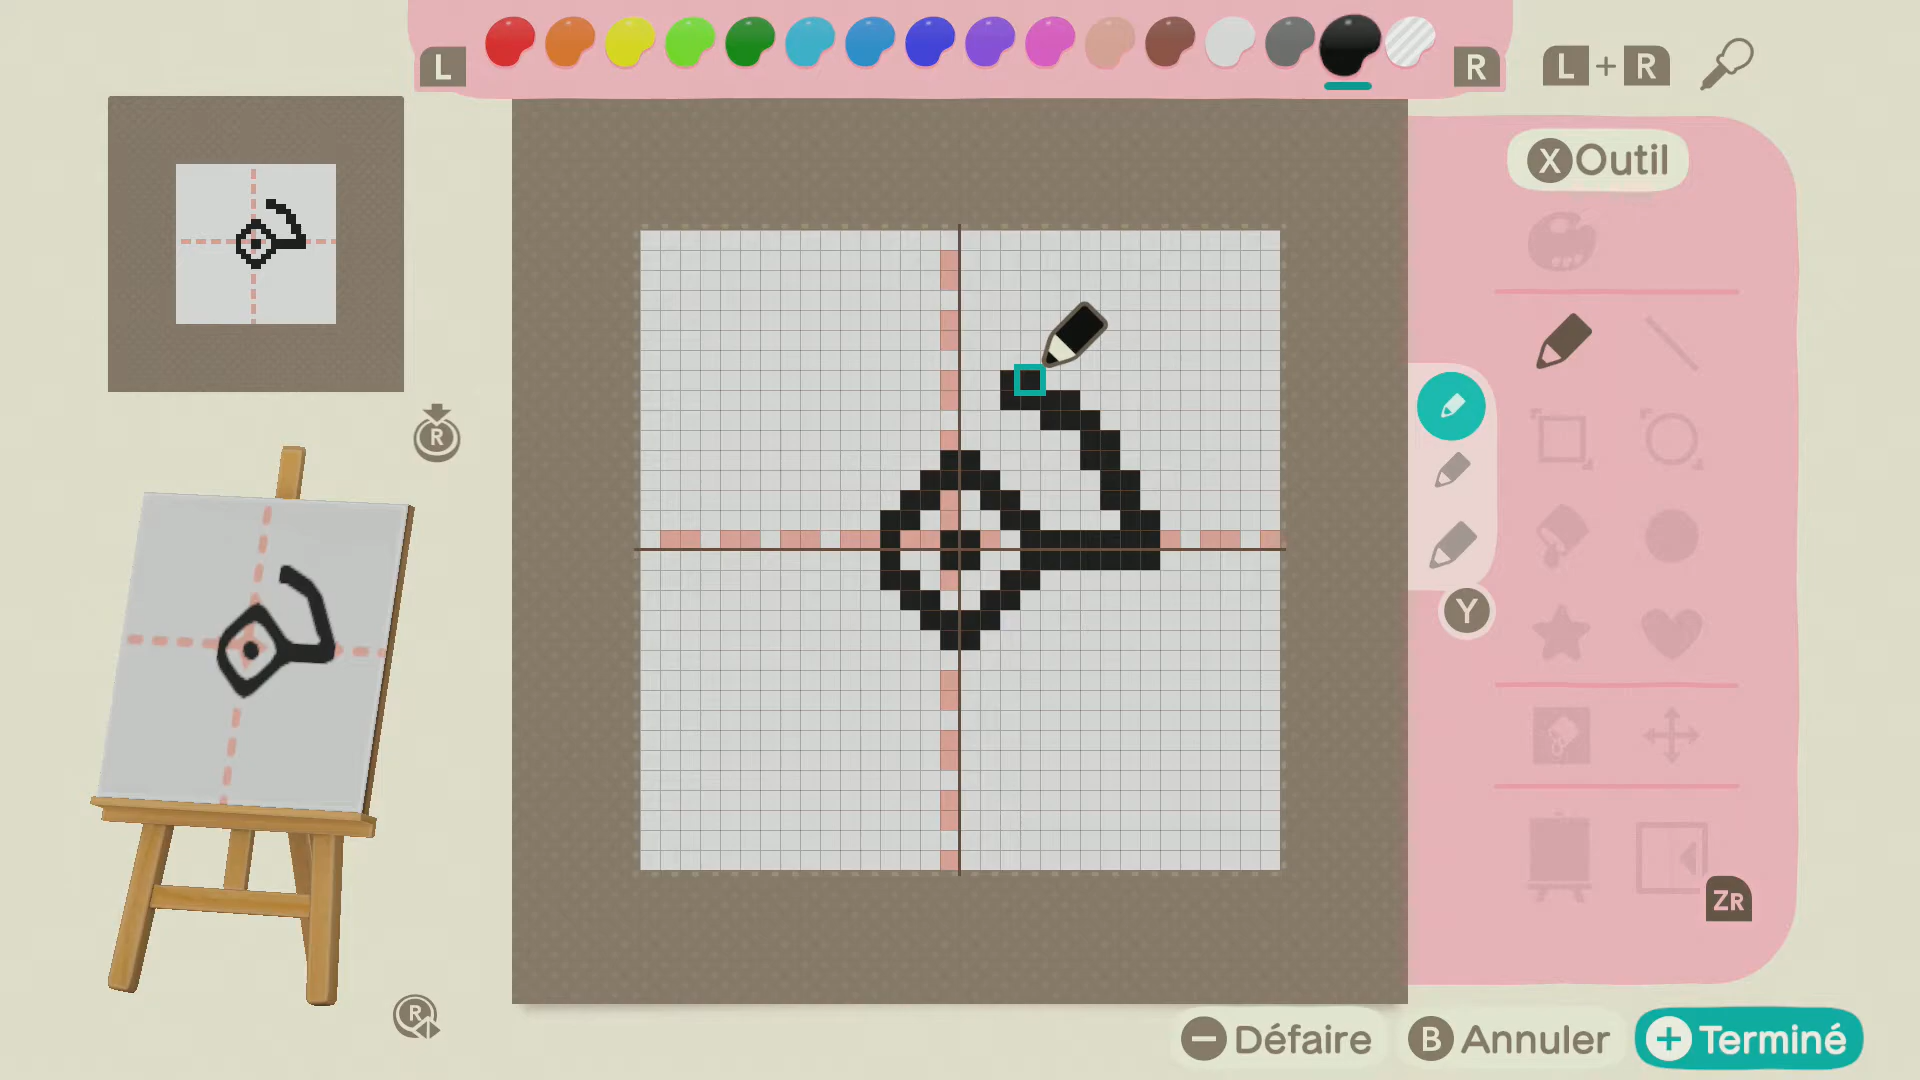 L
R
L + R
X Outil
R
Y
ZR
R
− Défaire
B Annuler
+ Terminé